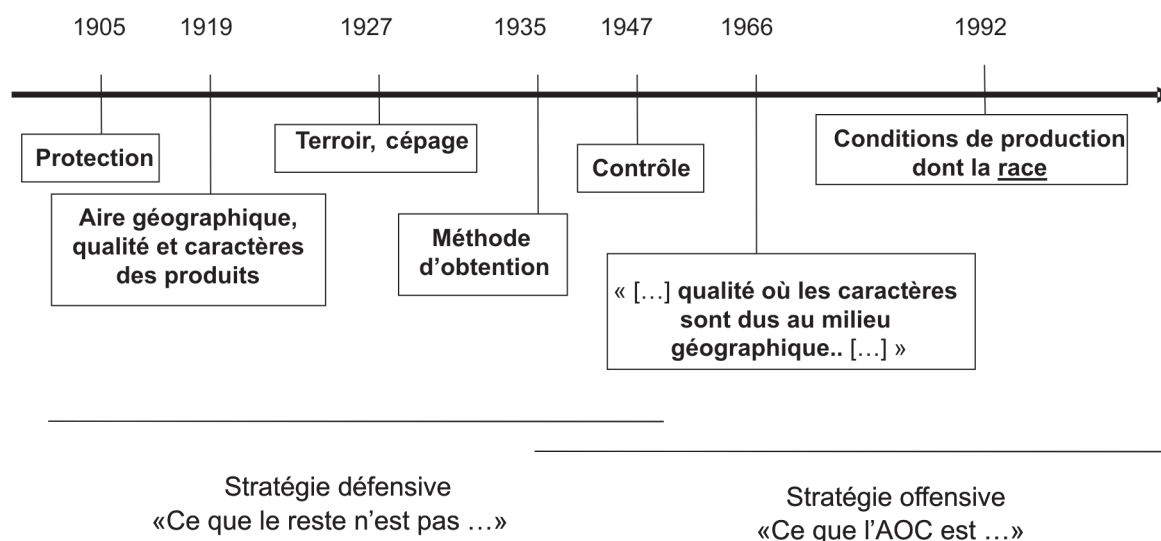 1905 1919 1927 1935 1947 1966 1992
Protection
Aire géographique,
qualité et caractères
des produits
Terroir, cépage
Méthode
d’obtention
Contrôle
« […] qualité où les caractères
sont dus au milieu
géographique.. […] »
Conditions de production
dont la race
Stratégie défensive
«Ce que le reste n’est pas …»
Stratégie offensive
«Ce que l’AOC est …»